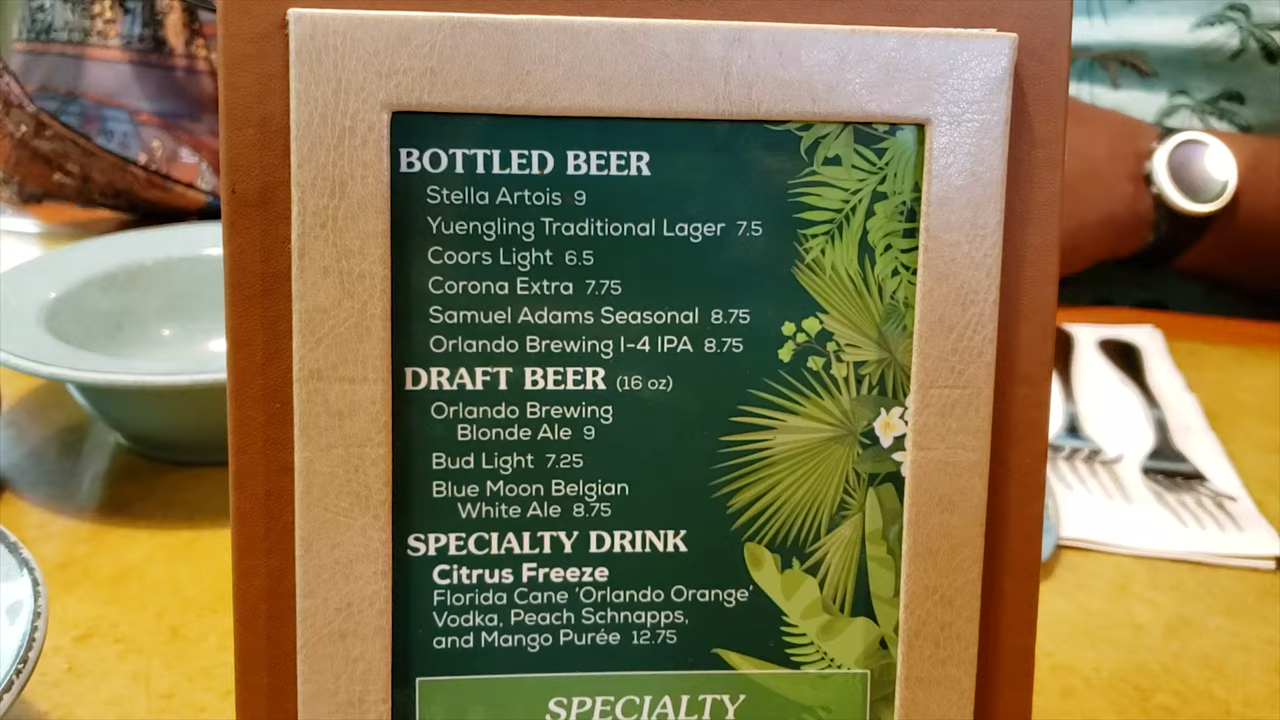 BOTTLED BEER
Stella Artois 9
Yuengling Traditional Lager 7.5
Coors Light 6.5
Corona Extra 7.75
Samuel Adams Seasonal 8.75
Orlando Brewing I-4 IPA 8.75
DRAFT BEER (16 oz)
Orlando Brewing
Blonde Ale 9
Bud Light 7.25
Blue Moon Belgian
White Ale 8.75
SPECIALTY DRINK
Citrus Freeze
Florida Cane 'Orlando Orange'
Vodka, Peach Schnapps,
and Mango Purée 12.75
SPECIALTY